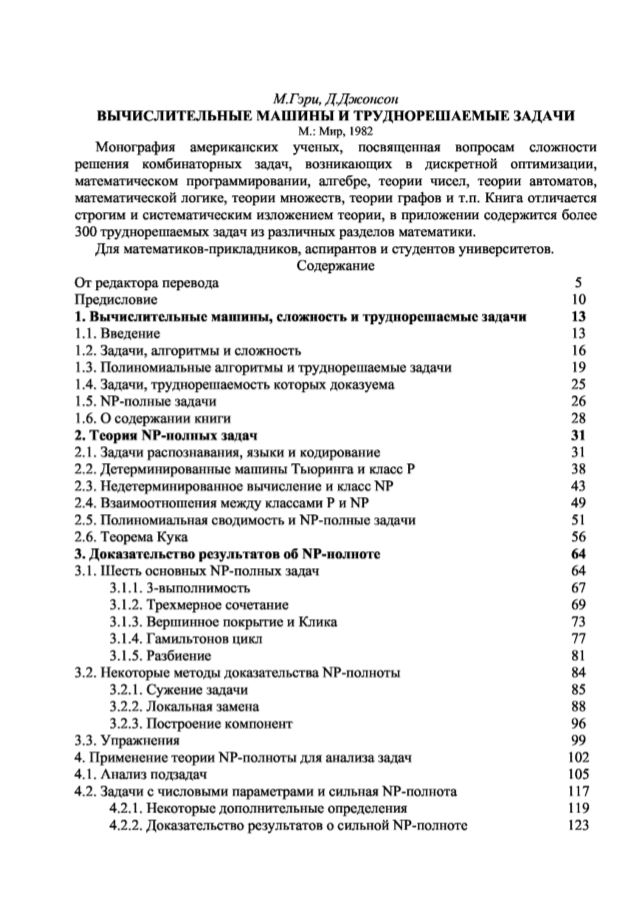 М.Гэри, Д.Джонсон
ВЫЧИСЛИТЕЛЬНЫЕ МАШИНЫ И ТРУДНОРЕШАЕМЫЕ ЗАДАЧИ
М.: Мир, 1982
Монография американских ученых, посвященная вопросам сложности
решения комбинаторных задач, возникающих в дискретной оптимизации,
математическом программировании, алгебре, теории чисел, теории автоматов,
математической логике, теории множеств, теории графов и т.п. Книга отличается
строгим и систематическим изложением теории, в приложении содержится более
300 труднорешаемых задач из различных разделов математики.
Для математиков-прикладников, аспирантов и студентов университетов.
Содержание
От редактора перевода 5
Предисловие 10
1. Вычислительные машины, сложность и труднорешаемые задачи 13
1.1. Введение 13
1.2. Задачи, алгоритмы и сложность 16
1.3. Полиномиальные алгоритмы и труднорешаемые задачи 19
1.4. Задачи, труднорешаемость которых доказуема 25
1.5. NP-полные задачи 26
1.6. О содержании книги 28
2. Теория NP-полных задач 31
2.1. Задачи распознавания, языки и кодирование 31
2.2. Детерминированные машины Тьюринга и класс P 38
2.3. Недетерминированное вычисление и класс NP 43
2.4. Взаимоотношения между классами P и NP 49
2.5. Полиномиальная сводимость и NP-полные задачи 51
2.6. Теорема Кука 56
3. Доказательство результатов об NP-полноте 64
3.1. Шесть основных NP-полных задач 64
3.1.1. 3-выполнимость 67
3.1.2. Трехмерное сочетание 69
3.1.3. Вершинное покрытие и Клика 73
3.1.4. Гамильтонов цикл 77
3.1.5. Разбиение 81
3.2. Некоторые методы доказательства NP-полноты 84
3.2.1. Сужение задачи 85
3.2.2. Локальная замена 88
3.2.3. Построение компонент 96
3.3. Упражнения 99
4. Применение теории NP-полноты для анализа задач 102
4.1. Анализ подзадач 105
4.2. Задачи с числовыми параметрами и сильная NP-полнота 117
4.2.1. Некоторые дополнительные определения 119
4.2.2. Доказательство результатов о сильной NP-полноте 123